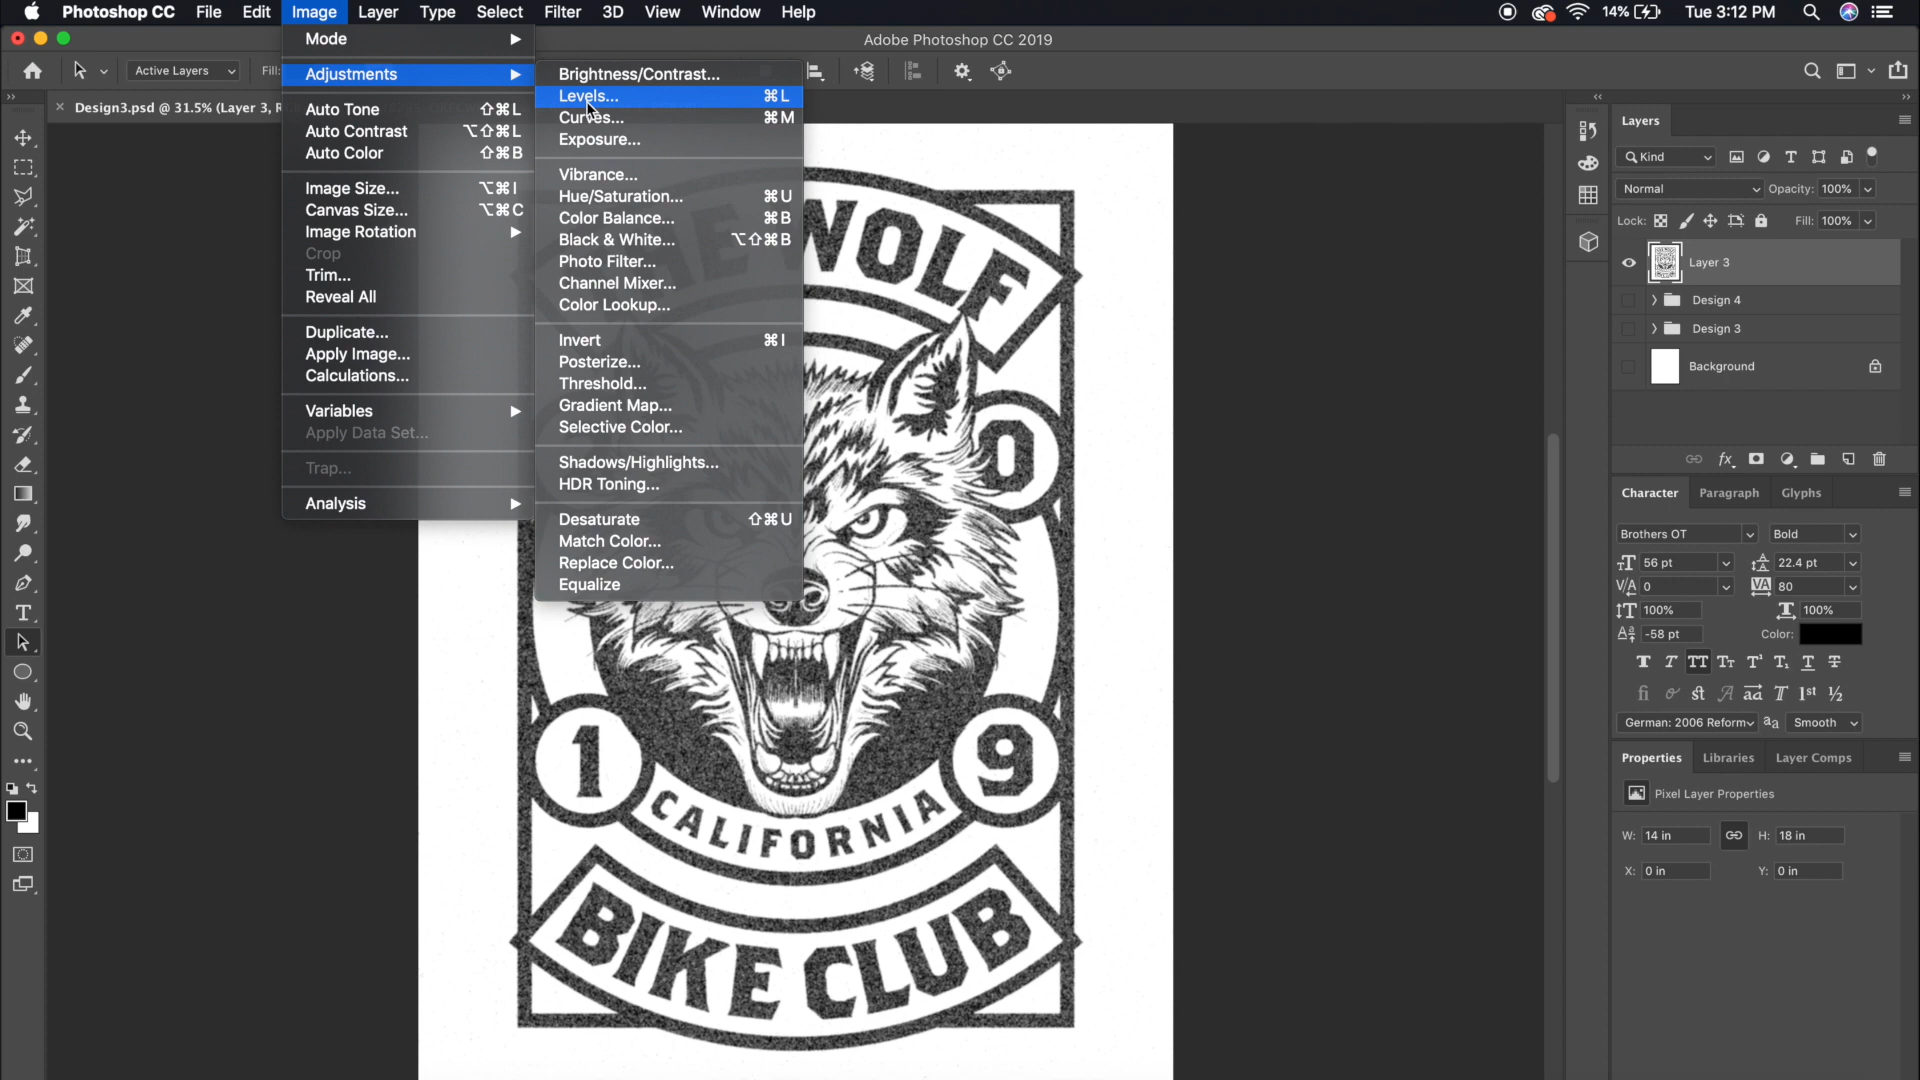 Photoshop CC File Edit Image Layer Type Select Filter 3D View Window Help
14% Tue 3:12 PM
Adobe Photoshop CC 2019
Active Layers Fill:
Design3.psd @ 31.5% (Layer 3, R
Mode
Adjustments
Auto Tone ⇧⌘L
Auto Contrast ⌥⇧⌘L
Auto Color ⇧⌘B
Image Size... ⌥⌘I
Canvas Size... ⌥⌘C
Image Rotation
Crop
Trim...
Reveal All
Duplicate...
Apply Image...
Calculations...
Variables
Apply Data Set...
Trap...
Analysis
Brightness/Contrast...
Levels... ⌘L
Curves... ⌘M
Exposure...
Vibrance...
Hue/Saturation... ⌘U
Color Balance... ⌘B
Black & White... ⌥⇧⌘B
Photo Filter...
Channel Mixer...
Color Lookup...
Invert ⌘I
Posterize...
Threshold...
Gradient Map...
Selective Color...
Shadows/Highlights...
HDR Toning...
Desaturate ⇧⌘U
Match Color...
Replace Color...
Equalize
THE WOLF
0
1
9
CALIFORNIA
BIKE CLUB
Layers
Kind
Normal Opacity: 100%
Lock: Fill: 100%
Layer 3
Design 4
Design 3
Background
Character Paragraph Glyphs
Brothers OT Bold
56 pt 22.4 pt
0 80
100% 100%
-58 pt Color:
German: 2006 Reform Smooth
Properties Libraries Layer Comps
Pixel Layer Properties
W: 14 in H: 18 in
X: 0 in Y: 0 in